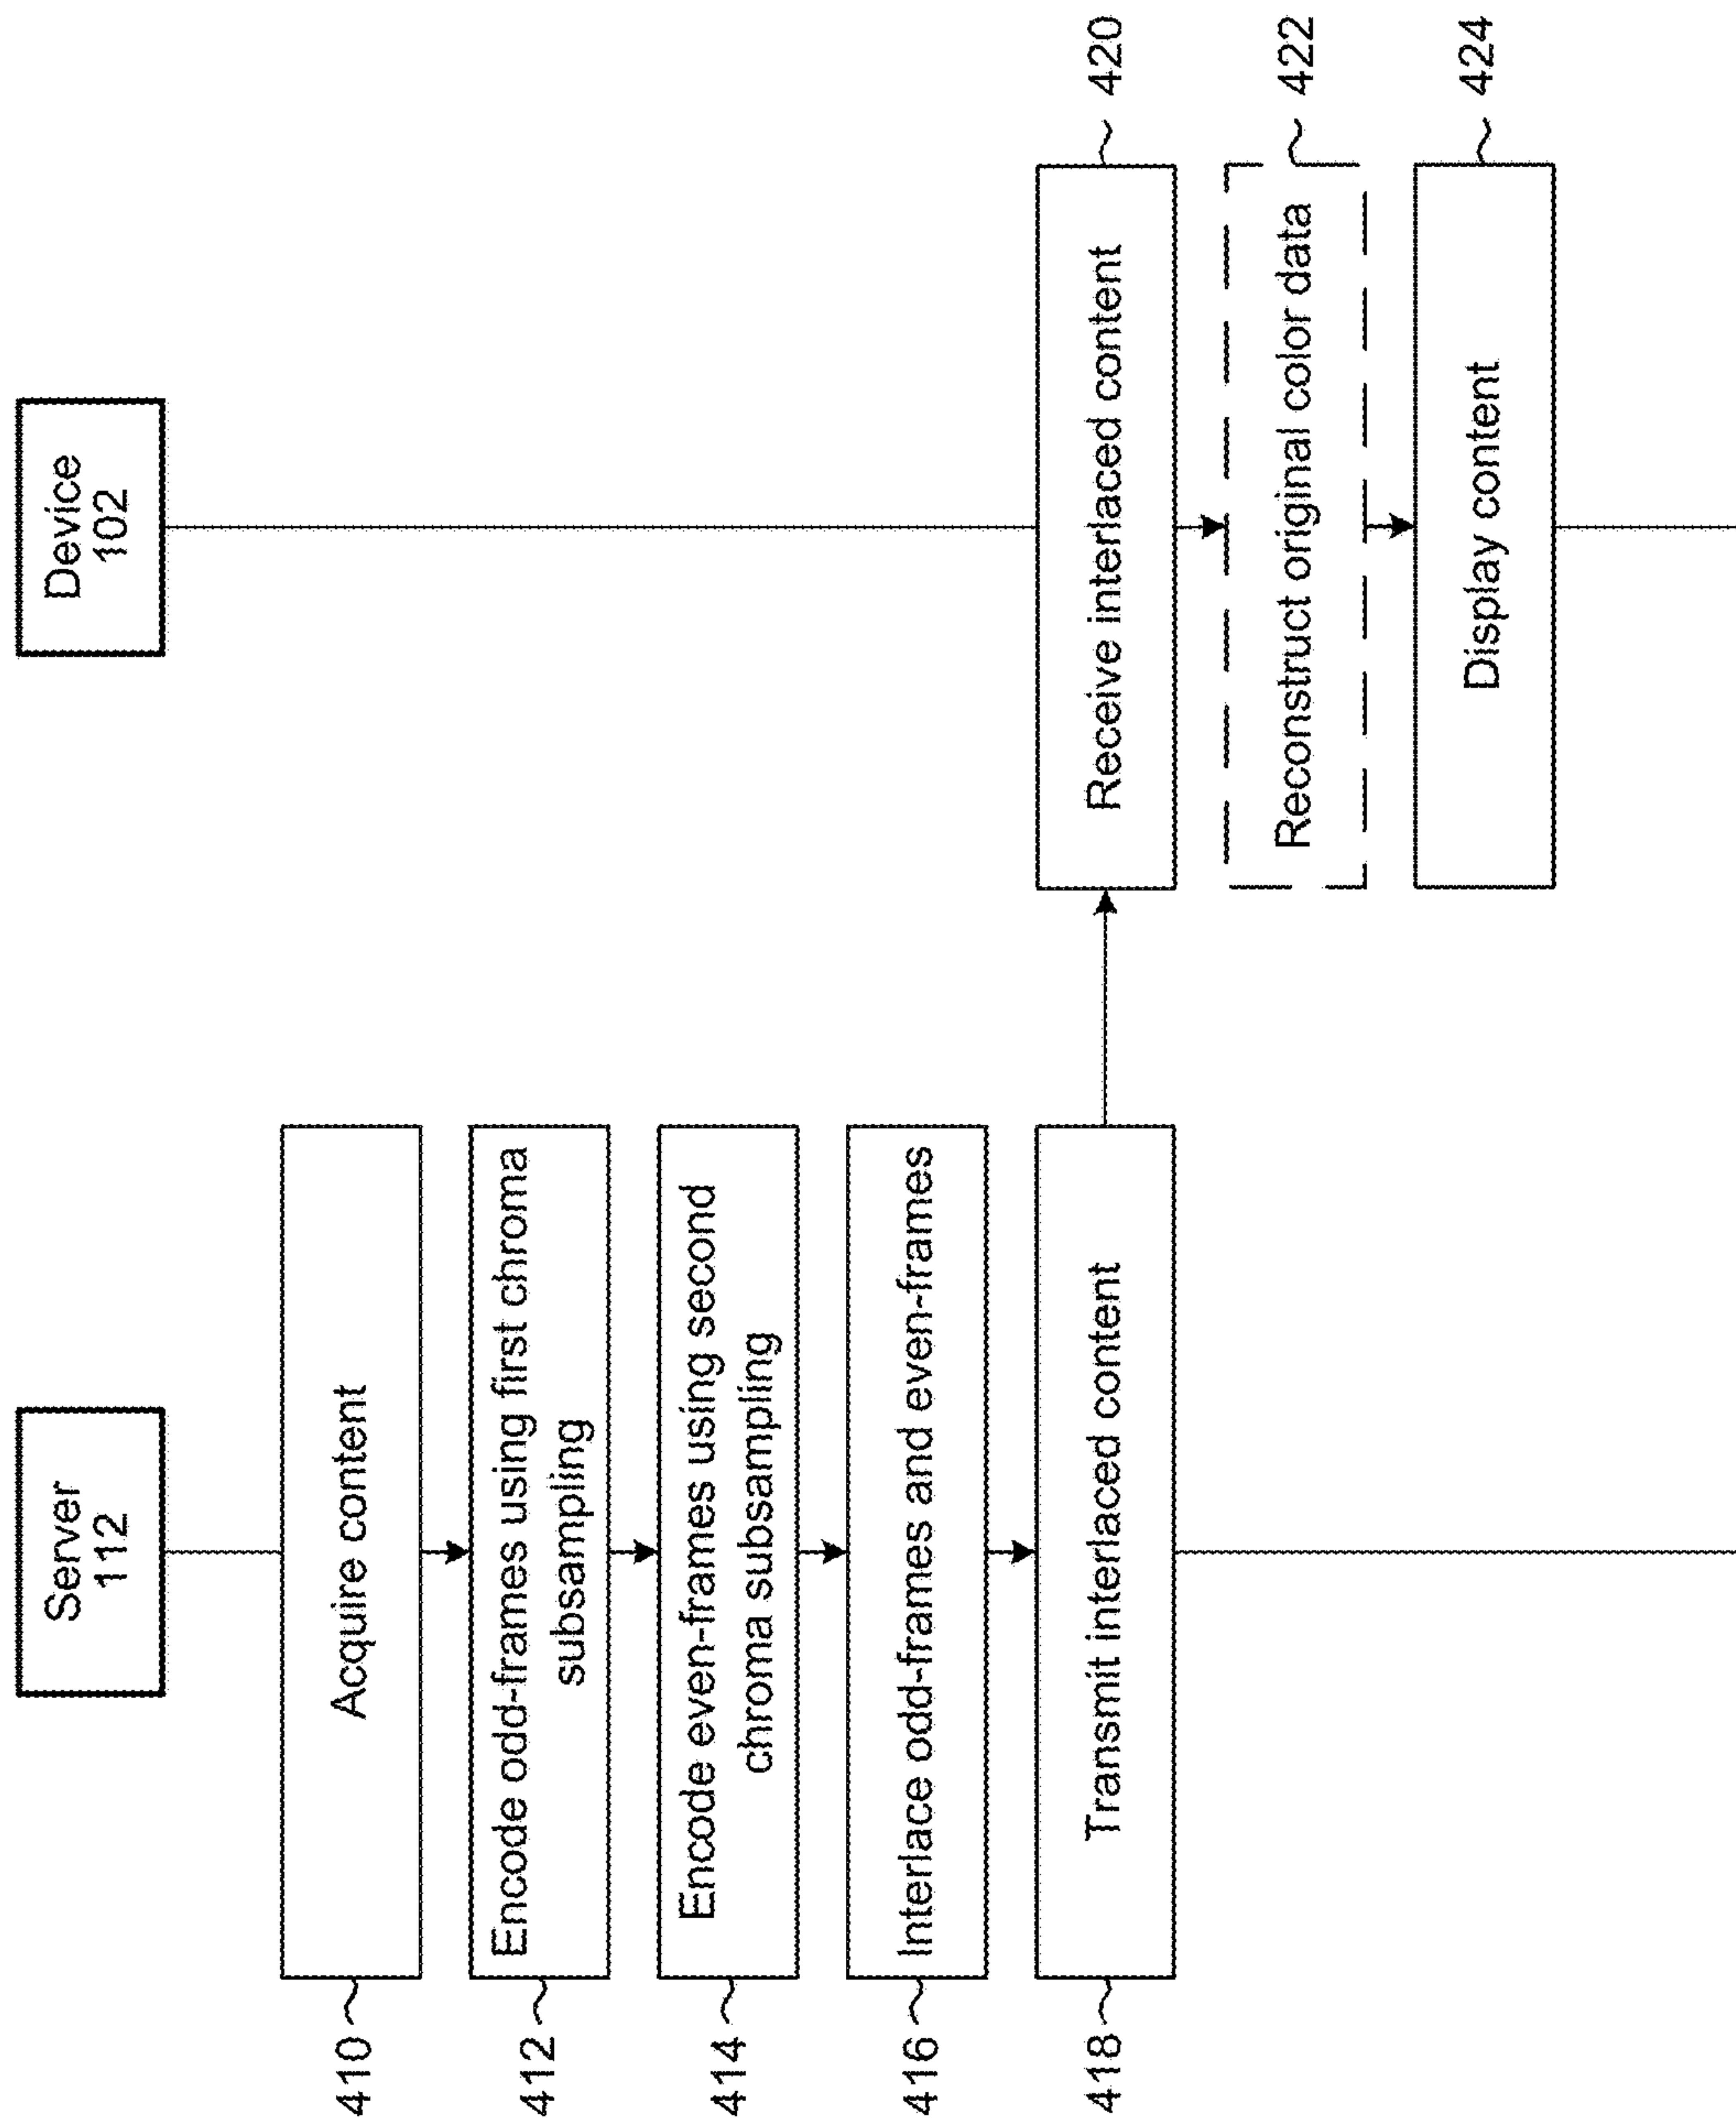 Server
112
Device
102
410
Acquire content
412
Encode odd-frames using first chroma
subsampling
414
Encode even-frames using second
chroma subsampling
416
Interlace odd-frames and even-frames
418
Transmit interlaced content
Receive interlaced content
420
Reconstruct original color data
422
Display content
424